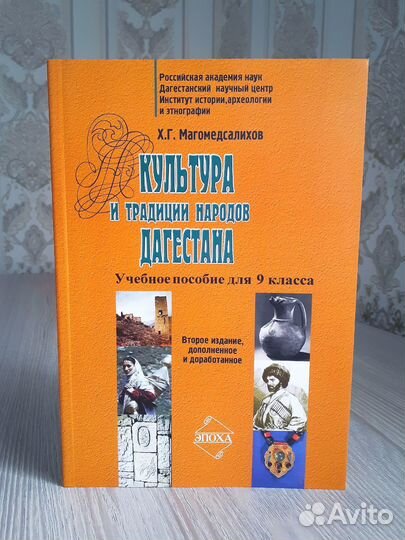 Российская академия наук
Дагестанский научный центр
Институт истории,археологии
и этнографии
Х.Г. Магомедсалихов
КУЛЬТУРА
И ТРАДИЦИИ НАРОДОВ
ДАГЕСТАНА
Учебное пособие для 9 класса
Второе издание,
дополненное
и доработанное
ЭПОХА
Avito